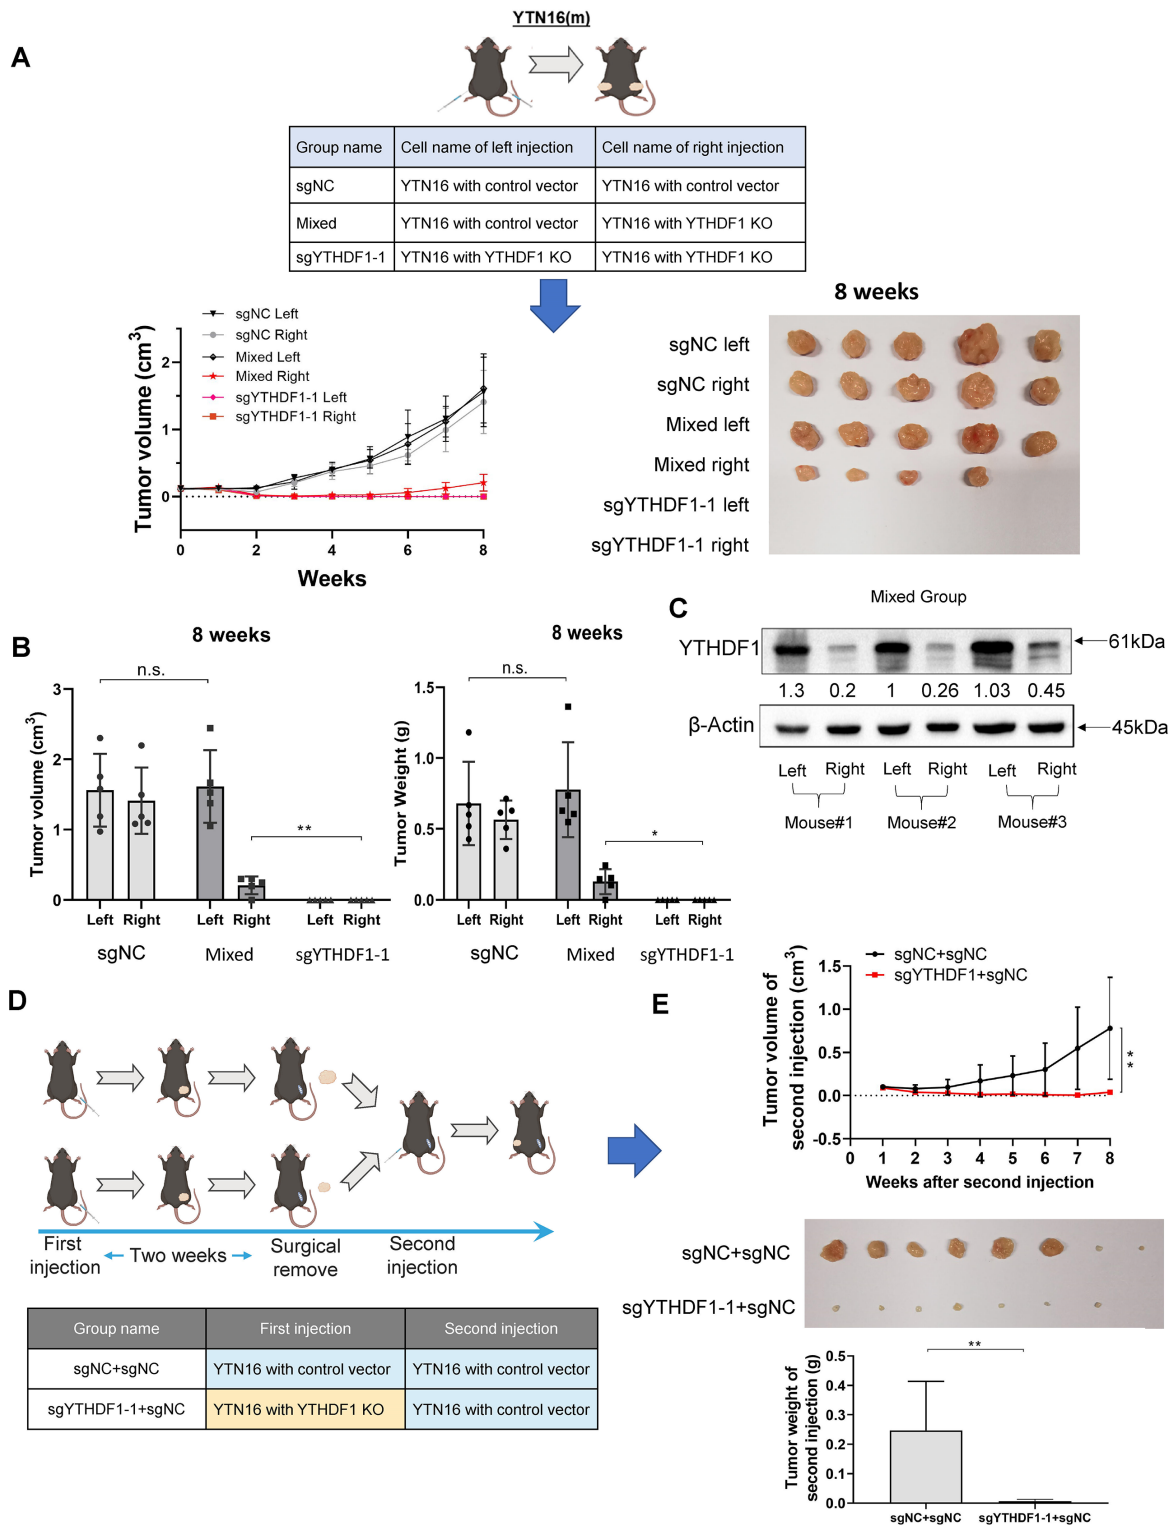 YTN16(m)
A
Group name Cell name of left injection Cell name of right injection
sgNC YTN16 with control vector YTN16 with control vector
Mixed YTN16 with control vector YTN16 with YTHDF1 KO
sgYTHDF1-1 YTN16 with YTHDF1 KO YTN16 with YTHDF1 KO
sgNC Left
sgNC Right
Mixed Left
Mixed Right
sgYTHDF1-1 Left
sgYTHDF1-1 Right
Tumor volume (cm3)
2
1
0
0 2 4 6 8
Weeks
8 weeks
sgNC left
sgNC right
Mixed left
Mixed right
sgYTHDF1-1 left
sgYTHDF1-1 right
B
8 weeks
n.s.
**
Tumor volume (cm3)
3
2
1
0
Left Right Left Right Left Right
sgNC Mixed sgYTHDF1-1
8 weeks
n.s.
*
Tumor Weight (g)
1.5
1.0
0.5
0.0
Left Right Left Right Left Right
sgNC Mixed sgYTHDF1-1
C
Mixed Group
YTHDF1
61kDa
1.3 0.2 1 0.26 1.03 0.45
β-Actin
45kDa
Left Right Left Right Left Right
Mouse#1 Mouse#2 Mouse#3
D
First injection
Two weeks
Surgical remove
Second injection
Group name First injection Second injection
sgNC+sgNC YTN16 with control vector YTN16 with control vector
sgYTHDF1-1+sgNC YTN16 with YTHDF1 KO YTN16 with control vector
E
sgNC+sgNC
sgYTHDF1+sgNC
Tumor volume of
second injection (cm3)
1.5
1.0
0.5
0.0
-0.5
**
0 1 2 3 4 5 6 7 8
Weeks after second injection
sgNC+sgNC
sgYTHDF1-1+sgNC
Tumor weight of
second injection (g)
0.5
0.4
0.3
0.2
0.1
0.0
**
sgNC+sgNC sgYTHDF1-1+sgNC